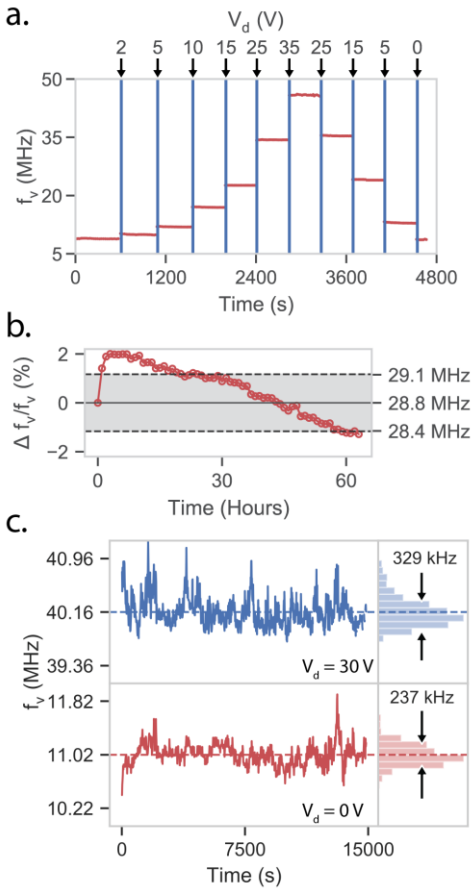 a.
V_d (V)
2 5 10 15 25 35 25 15 5 0
50
35
20
5
f_v (MHz)
0 1200 2400 3600 4800
Time (s)
b.
2
0
−2
Δ f_v/f_v (%)
29.1 MHz
28.8 MHz
28.4 MHz
0 30 60
Time (Hours)
c.
40.96
40.16
39.36
V_d = 30 V
329 kHz
f_v (MHz)
11.82
11.02
10.22
V_d = 0 V
237 kHz
0 7500 15000
Time (s)